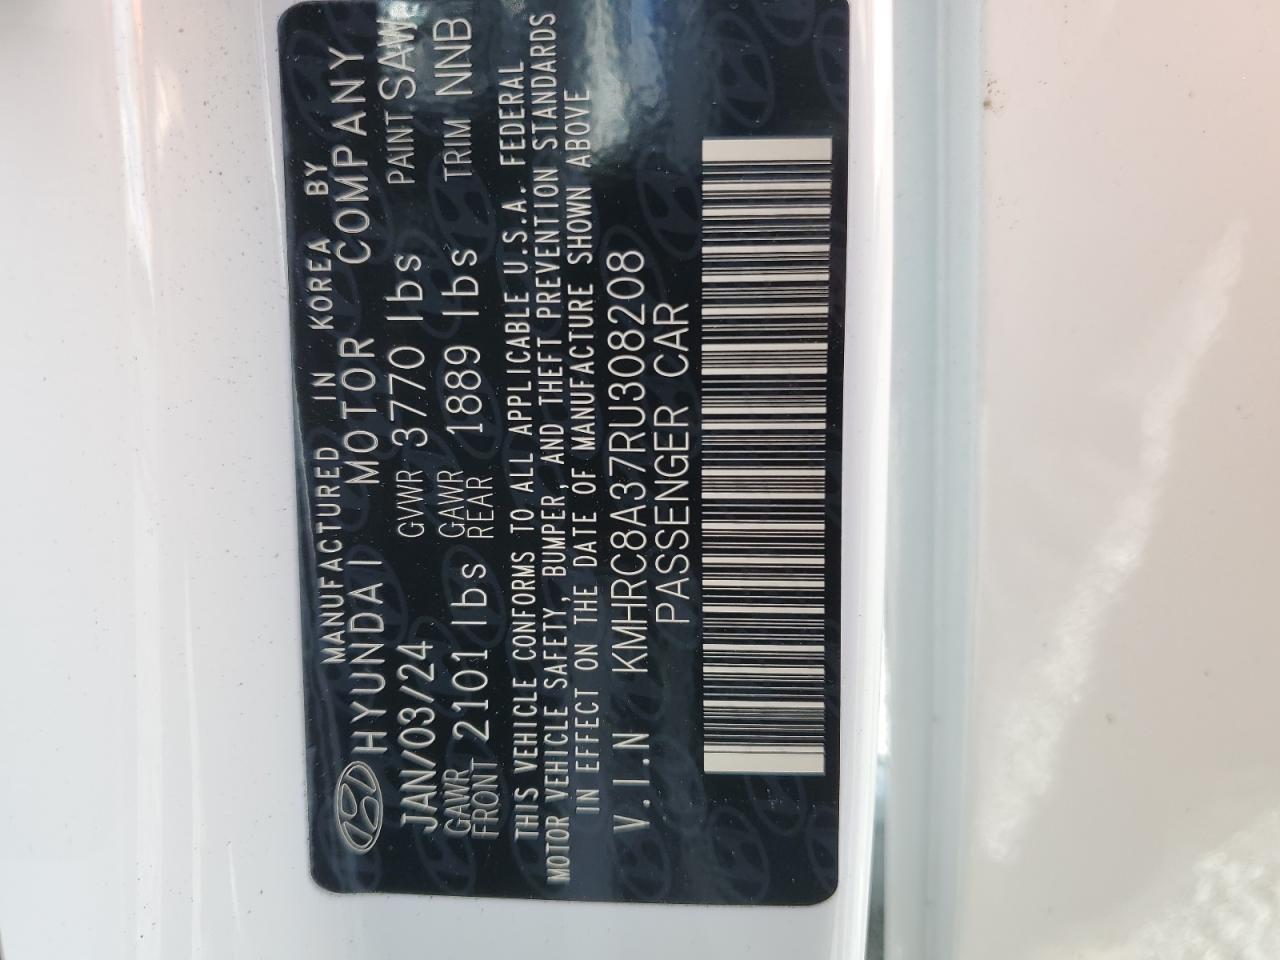 MANUFACTURED IN KOREA BY
HYUNDAI MOTOR COMPANY
JAN/03/24 GVWR 3770 lbs PAINT SAW
GAWR FRONT 2101 lbs GAWR REAR 1889 lbs TRIM NNB
THIS VEHICLE CONFORMS TO ALL APPLICABLE U.S.A. FEDERAL
MOTOR VEHICLE SAFETY, BUMPER, AND THEFT PREVENTION STANDARDS
IN EFFECT ON THE DATE OF MANUFACTURE SHOWN ABOVE
V.I.N KMHRC8A37RU308208
PASSENGER CAR